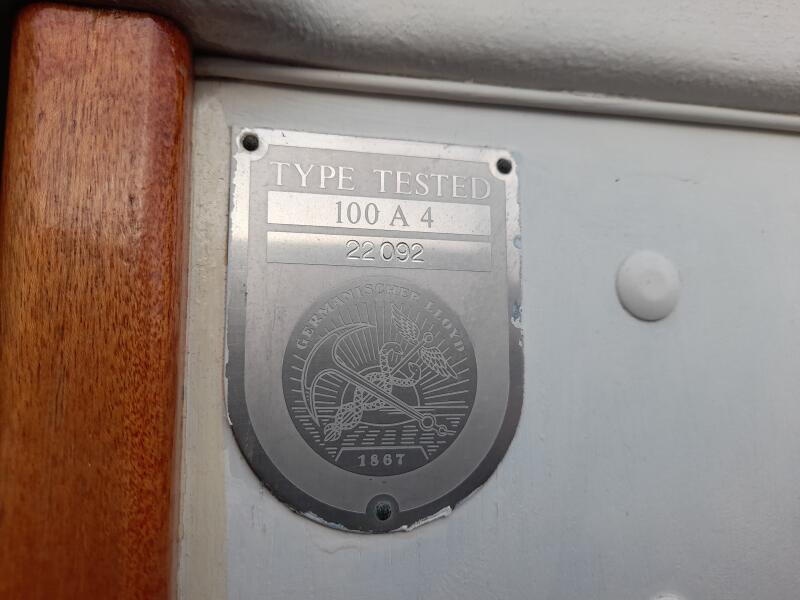 TYPE TESTED
100 A 4
22 092
GERMANISCHER LLOYD
1867